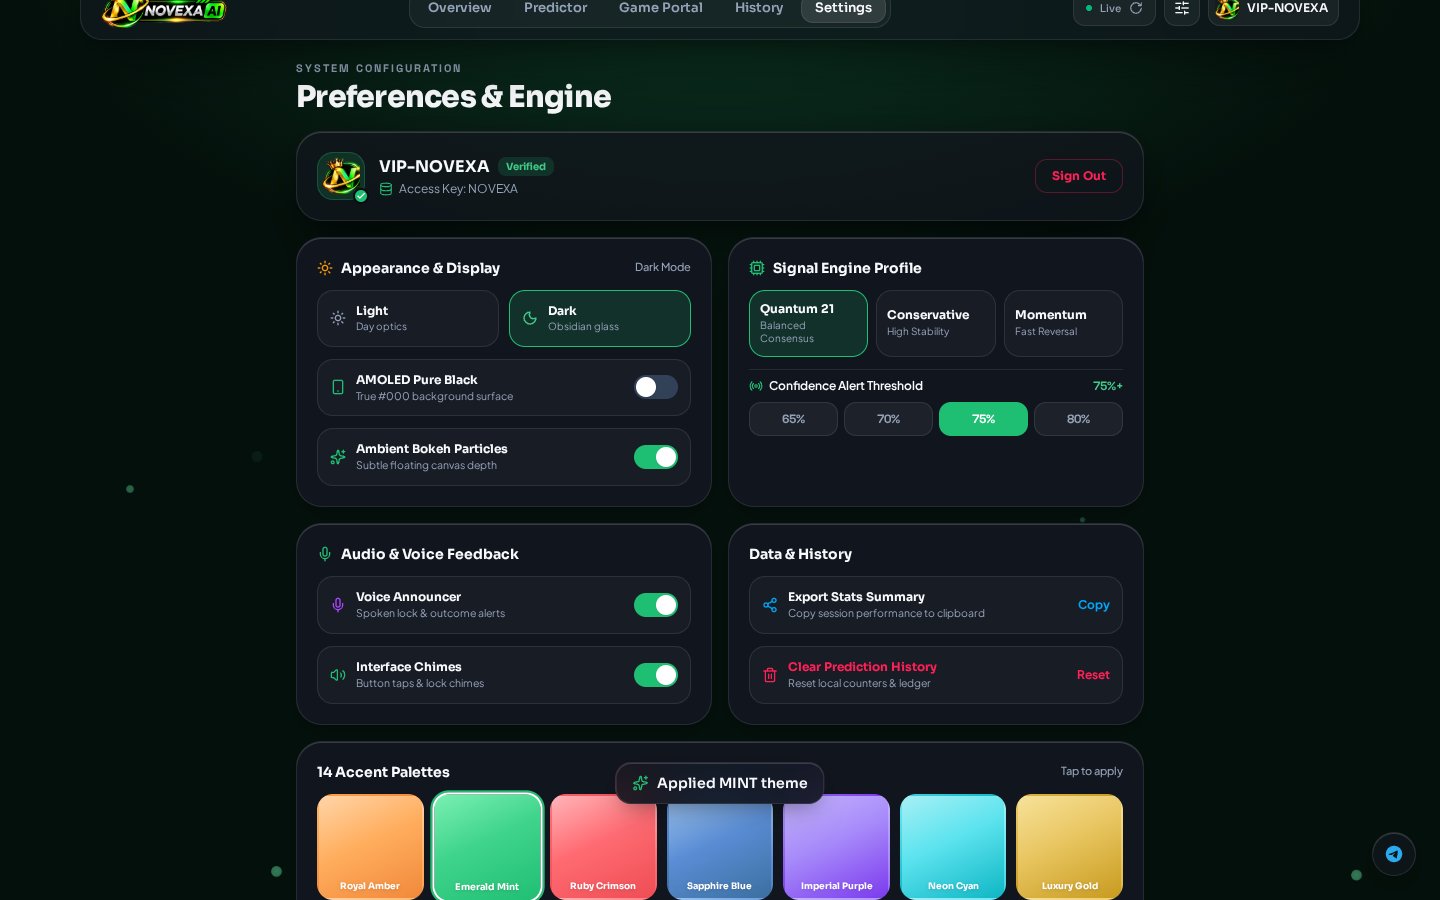 NOVEXA AI
Overview
Predictor
Game Portal
History
Settings
Live
VIP-NOVEXA
SYSTEM CONFIGURATION
Preferences & Engine
VIP-NOVEXA
Verified
Access Key: NOVEXA
Sign Out
Appearance & Display
Dark Mode
Light
Day optics
Dark
Obsidian glass
AMOLED Pure Black
True #000 background surface
Ambient Bokeh Particles
Subtle floating canvas depth
Signal Engine Profile
Quantum 21
Balanced
Consensus
Conservative
High Stability
Momentum
Fast Reversal
Confidence Alert Threshold
75%+
65%
70%
75%
80%
Audio & Voice Feedback
Voice Announcer
Spoken lock & outcome alerts
Interface Chimes
Button taps & lock chimes
Data & History
Export Stats Summary
Copy session performance to clipboard
Copy
Clear Prediction History
Reset local counters & ledger
Reset
14 Accent Palettes
Tap to apply
Applied MINT theme
Royal Amber
Emerald Mint
Ruby Crimson
Sapphire Blue
Imperial Purple
Neon Cyan
Luxury Gold